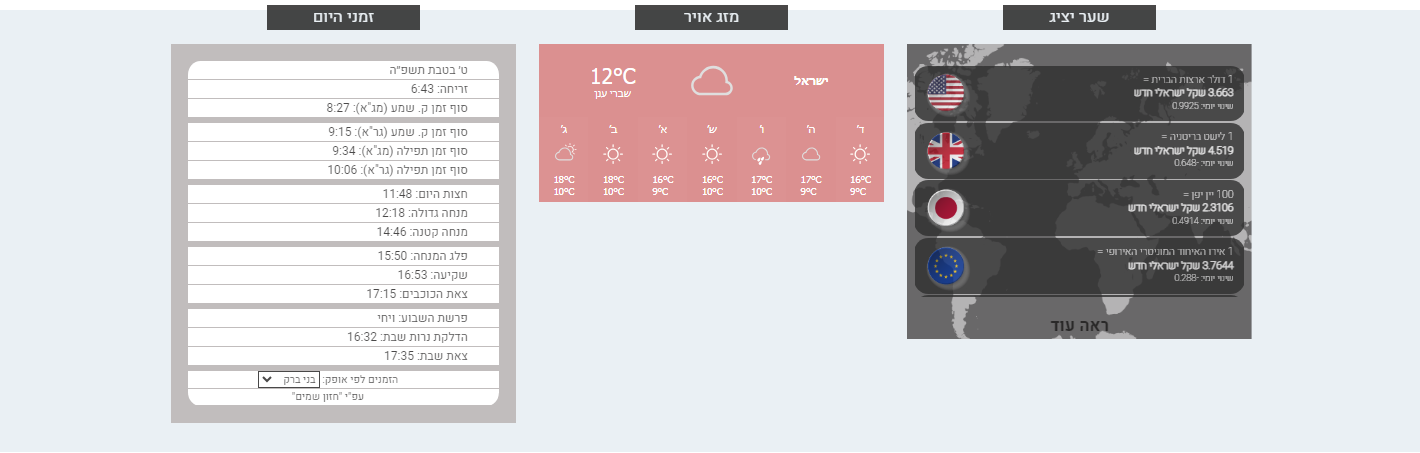 שער יציג
1 דולר ארצות הברית =
3.663 שקל ישראלי חדש
שינוי יומי: 0.9925
1 לישט בריטניה =
4.519 שקל ישראלי חדש
שינוי יומי: -0.648
100 יין יפן =
2.3106 שקל ישראלי חדש
שינוי יומי: 0.4914
1 אירו האיחוד המוניטרי האירופי =
3.7644 שקל ישראלי חדש
שינוי יומי: -0.288
ראה עוד
מזג אויר
ישראל
12°C
שברי ענן
ד' ה' ו' ש' א' ב' ג'
16°C 17°C 17°C 16°C 16°C 18°C 18°C
9°C 9°C 10°C 10°C 9°C 10°C 10°C
זמני היום
ט' בטבת תשפ"ה
זריחה: 6:43
סוף זמן ק. שמע (מג"א): 8:27
סוף זמן ק. שמע (גר"א): 9:15
סוף זמן תפילה (מג"א): 9:34
סוף זמן תפילה (גר"א): 10:06
חצות היום: 11:48
מנחה גדולה: 12:18
מנחה קטנה: 14:46
פלג המנחה: 15:50
שקיעה: 16:53
צאת הכוכבים: 17:15
פרשת השבוע: ויחי
הדלקת נרות שבת: 16:32
צאת שבת: 17:35
הזמנים לפי אופק: בני ברק
עפ"י "חזון שמים"